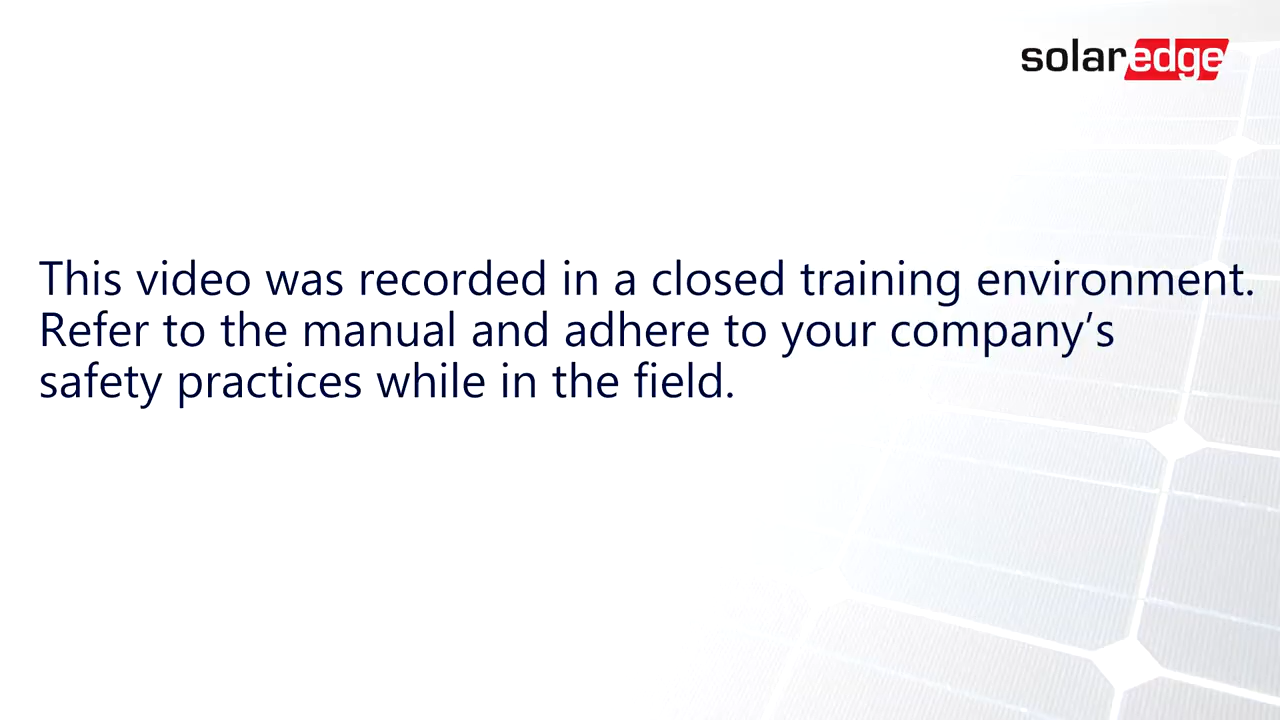 solaredge
This video was recorded in a closed training environment.
Refer to the manual and adhere to your company’s
safety practices while in the field.